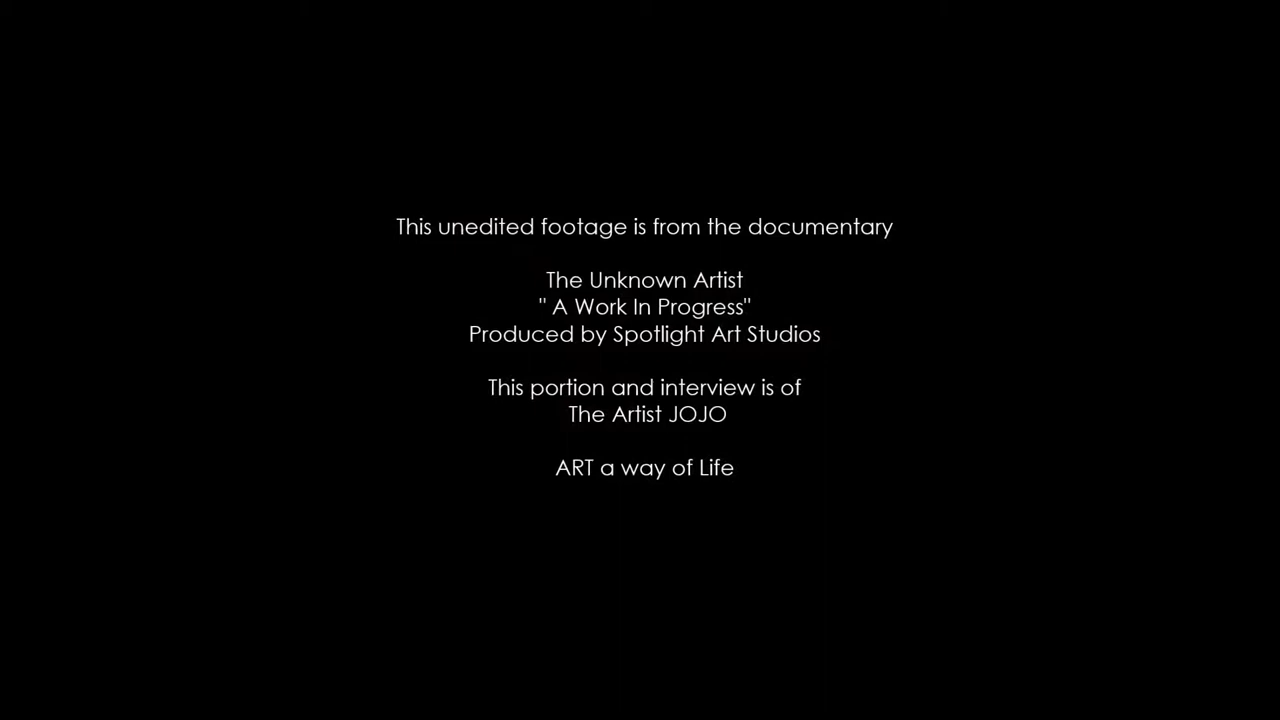 This unedited footage is from the documentary
The Unknown Artist
" A Work In Progress"
Produced by Spotlight Art Studios
This portion and interview is of
The Artist JOJO
ART a way of Life